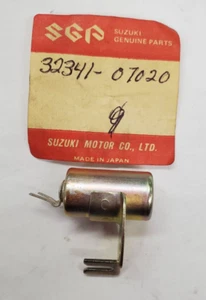 SGP
SUZUKI
GENUINE PARTS
32341-07020
9
SUZUKI MOTOR CO., LTD.
MADE IN JAPAN